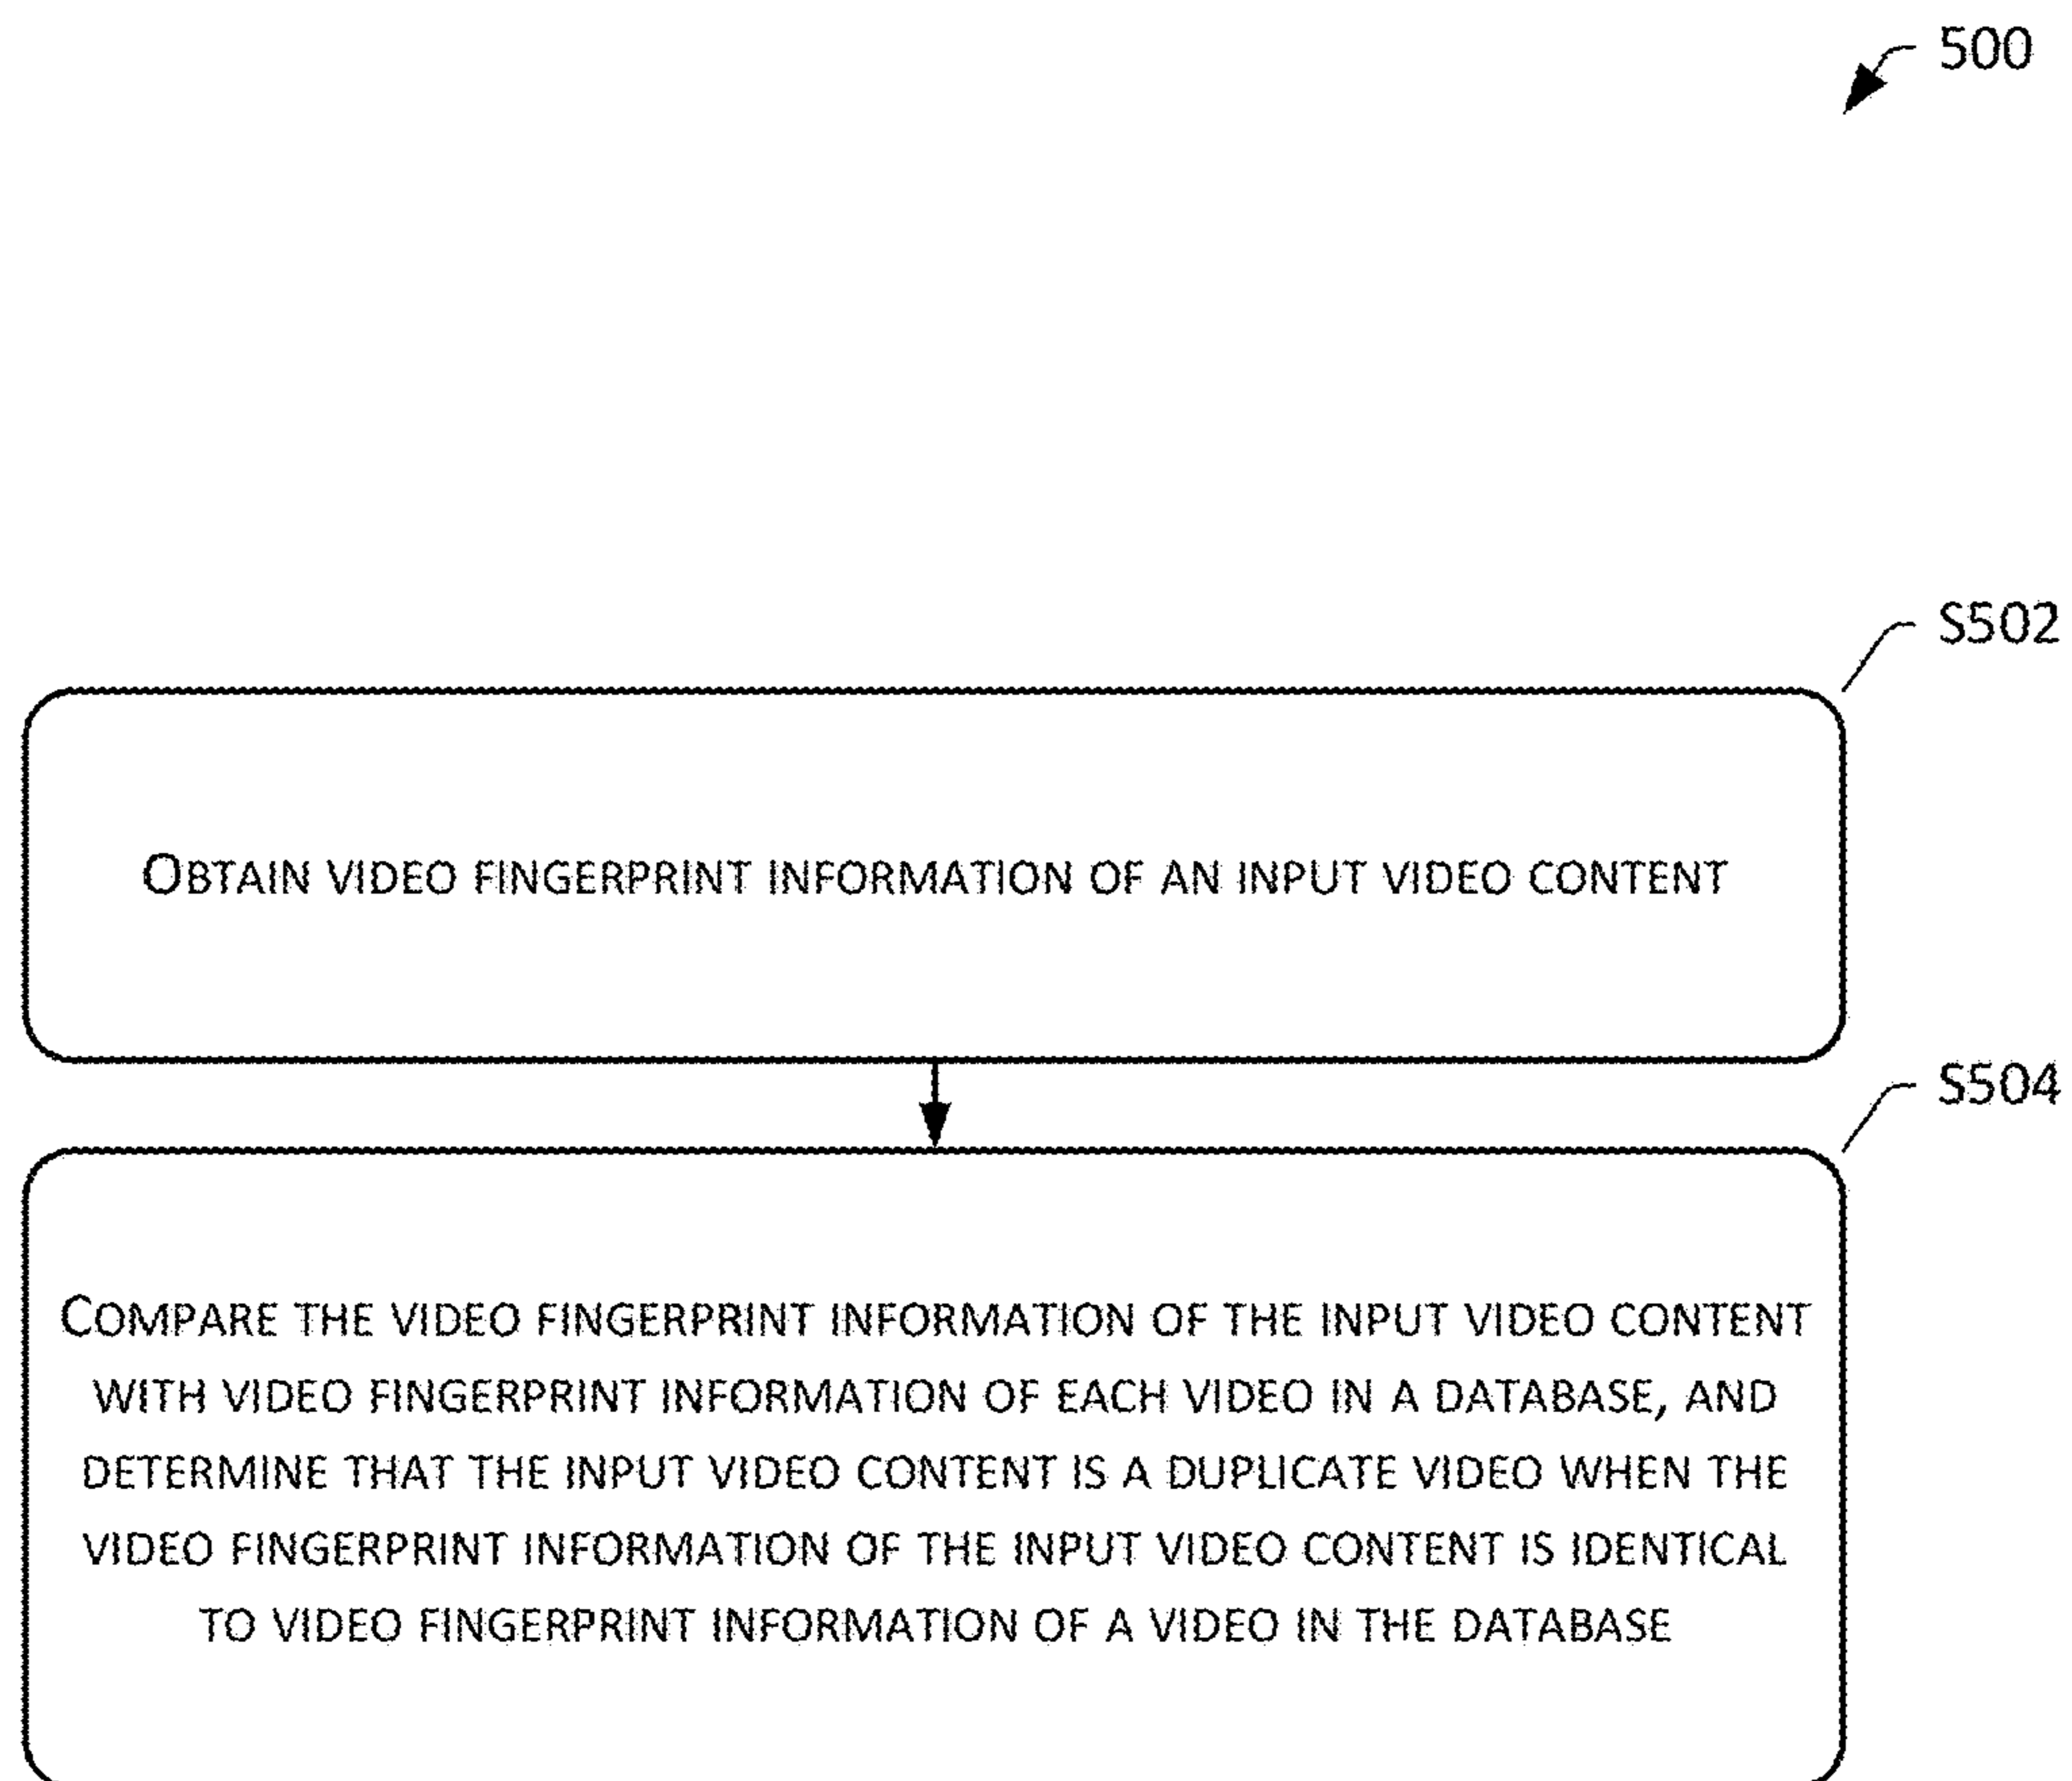 500
S502
OBTAIN VIDEO FINGERPRINT INFORMATION OF AN INPUT VIDEO CONTENT
S504
COMPARE THE VIDEO FINGERPRINT INFORMATION OF THE INPUT VIDEO CONTENT
WITH VIDEO FINGERPRINT INFORMATION OF EACH VIDEO IN A DATABASE, AND
DETERMINE THAT THE INPUT VIDEO CONTENT IS A DUPLICATE VIDEO WHEN THE
VIDEO FINGERPRINT INFORMATION OF THE INPUT VIDEO CONTENT IS IDENTICAL
TO VIDEO FINGERPRINT INFORMATION OF A VIDEO IN THE DATABASE